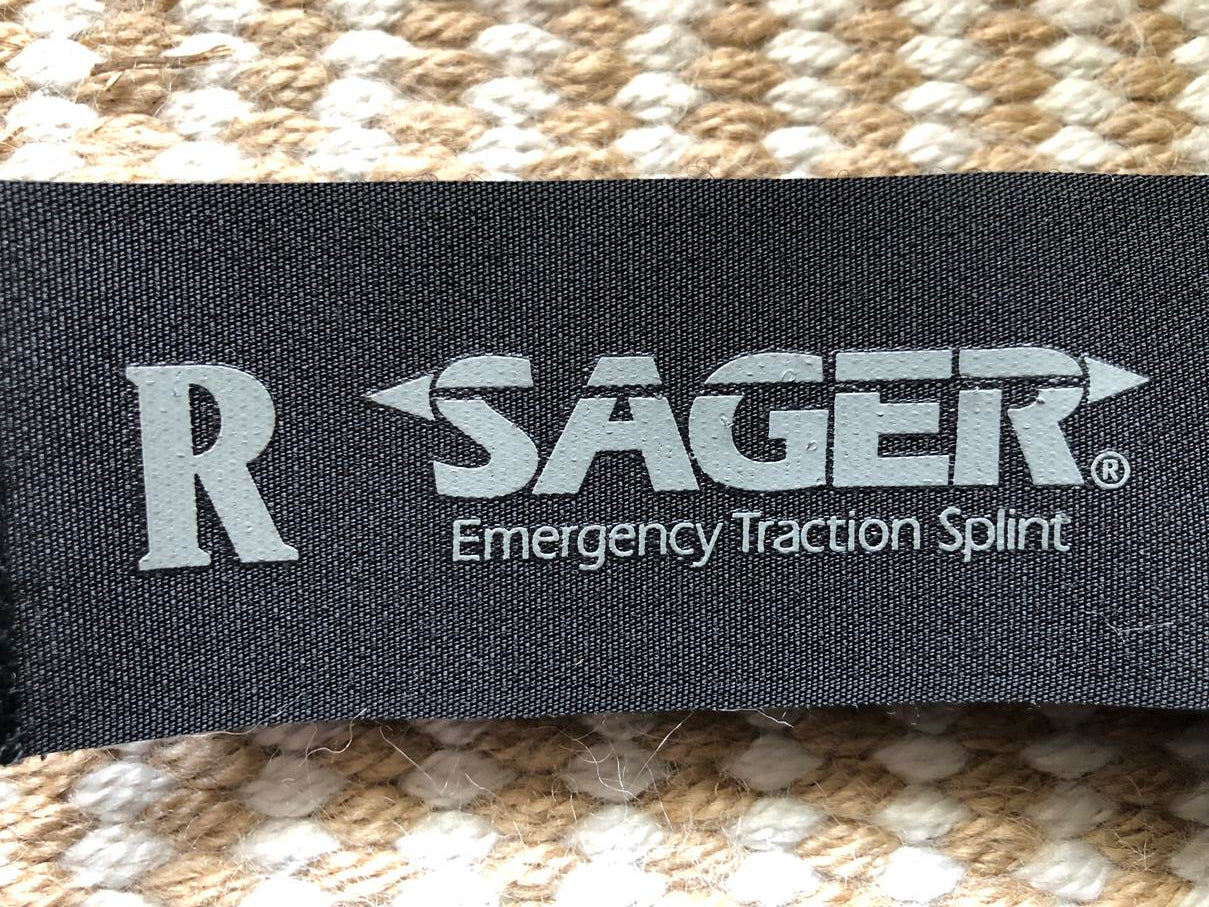 R
SAGER®
Emergency Traction Splint